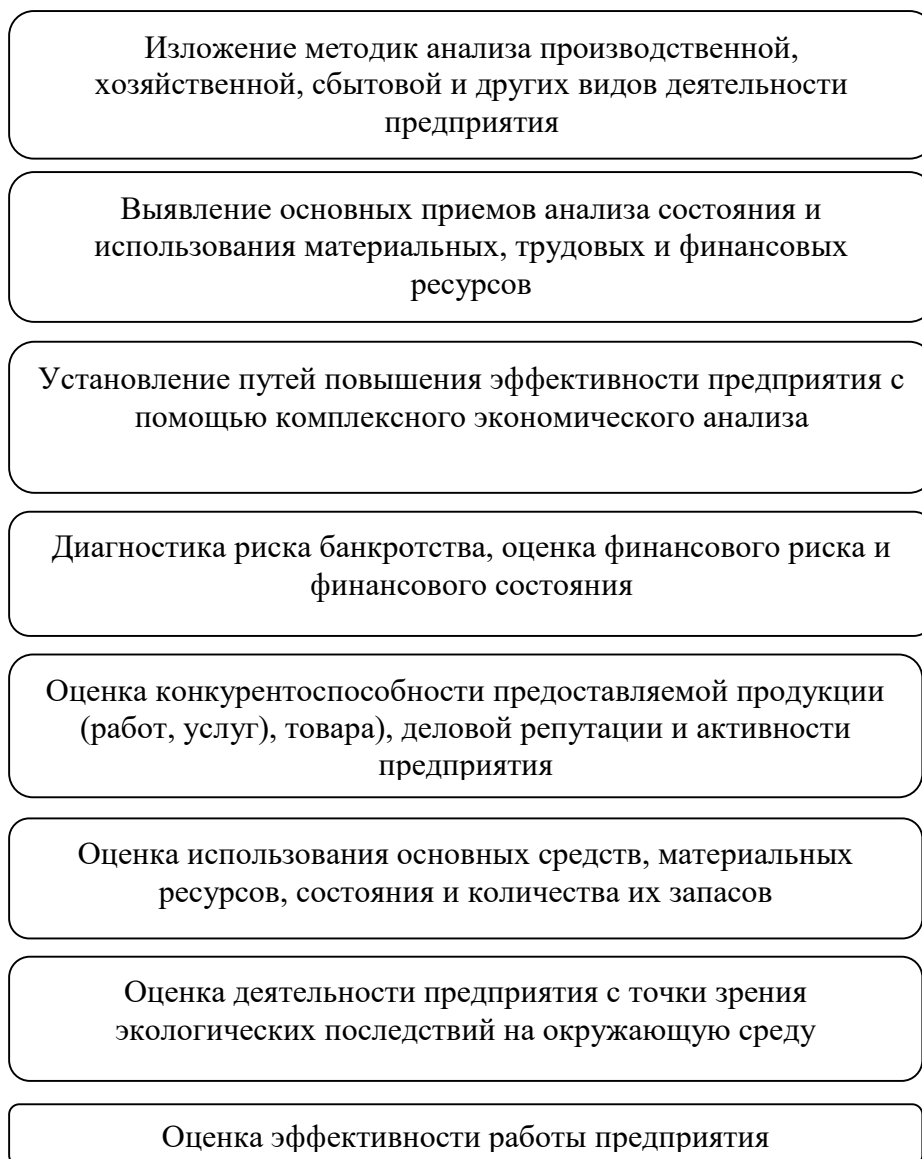 Изложение методик анализа производственной,
хозяйственной, сбытовой и других видов деятельности
предприятия
Выявление основных приемов анализа состояния и
использования материальных, трудовых и финансовых
ресурсов
Установление путей повышения эффективности предприятия с
помощью комплексного экономического анализа
Диагностика риска банкротства, оценка финансового риска и
финансового состояния
Оценка конкурентоспособности предоставляемой продукции
(работ, услуг), товара), деловой репутации и активности
предприятия
Оценка использования основных средств, материальных
ресурсов, состояния и количества их запасов
Оценка деятельности предприятия с точки зрения
экологических последствий на окружающую среду
Оценка эффективности работы предприятия